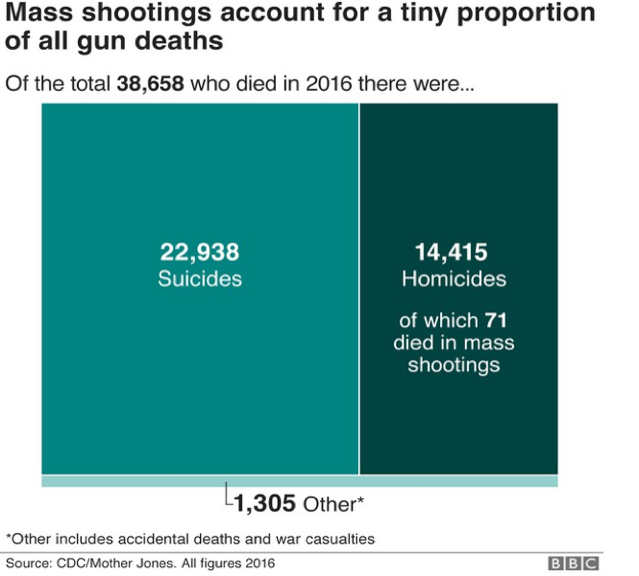 Mass shootings account for a tiny proportion
of all gun deaths
Of the total 38,658 who died in 2016 there were...
22,938
Suicides
14,415
Homicides
of which 71
died in mass
shootings
1,305 Other*
*Other includes accidental deaths and war casualties
Source: CDC/Mother Jones. All figures 2016
BBC